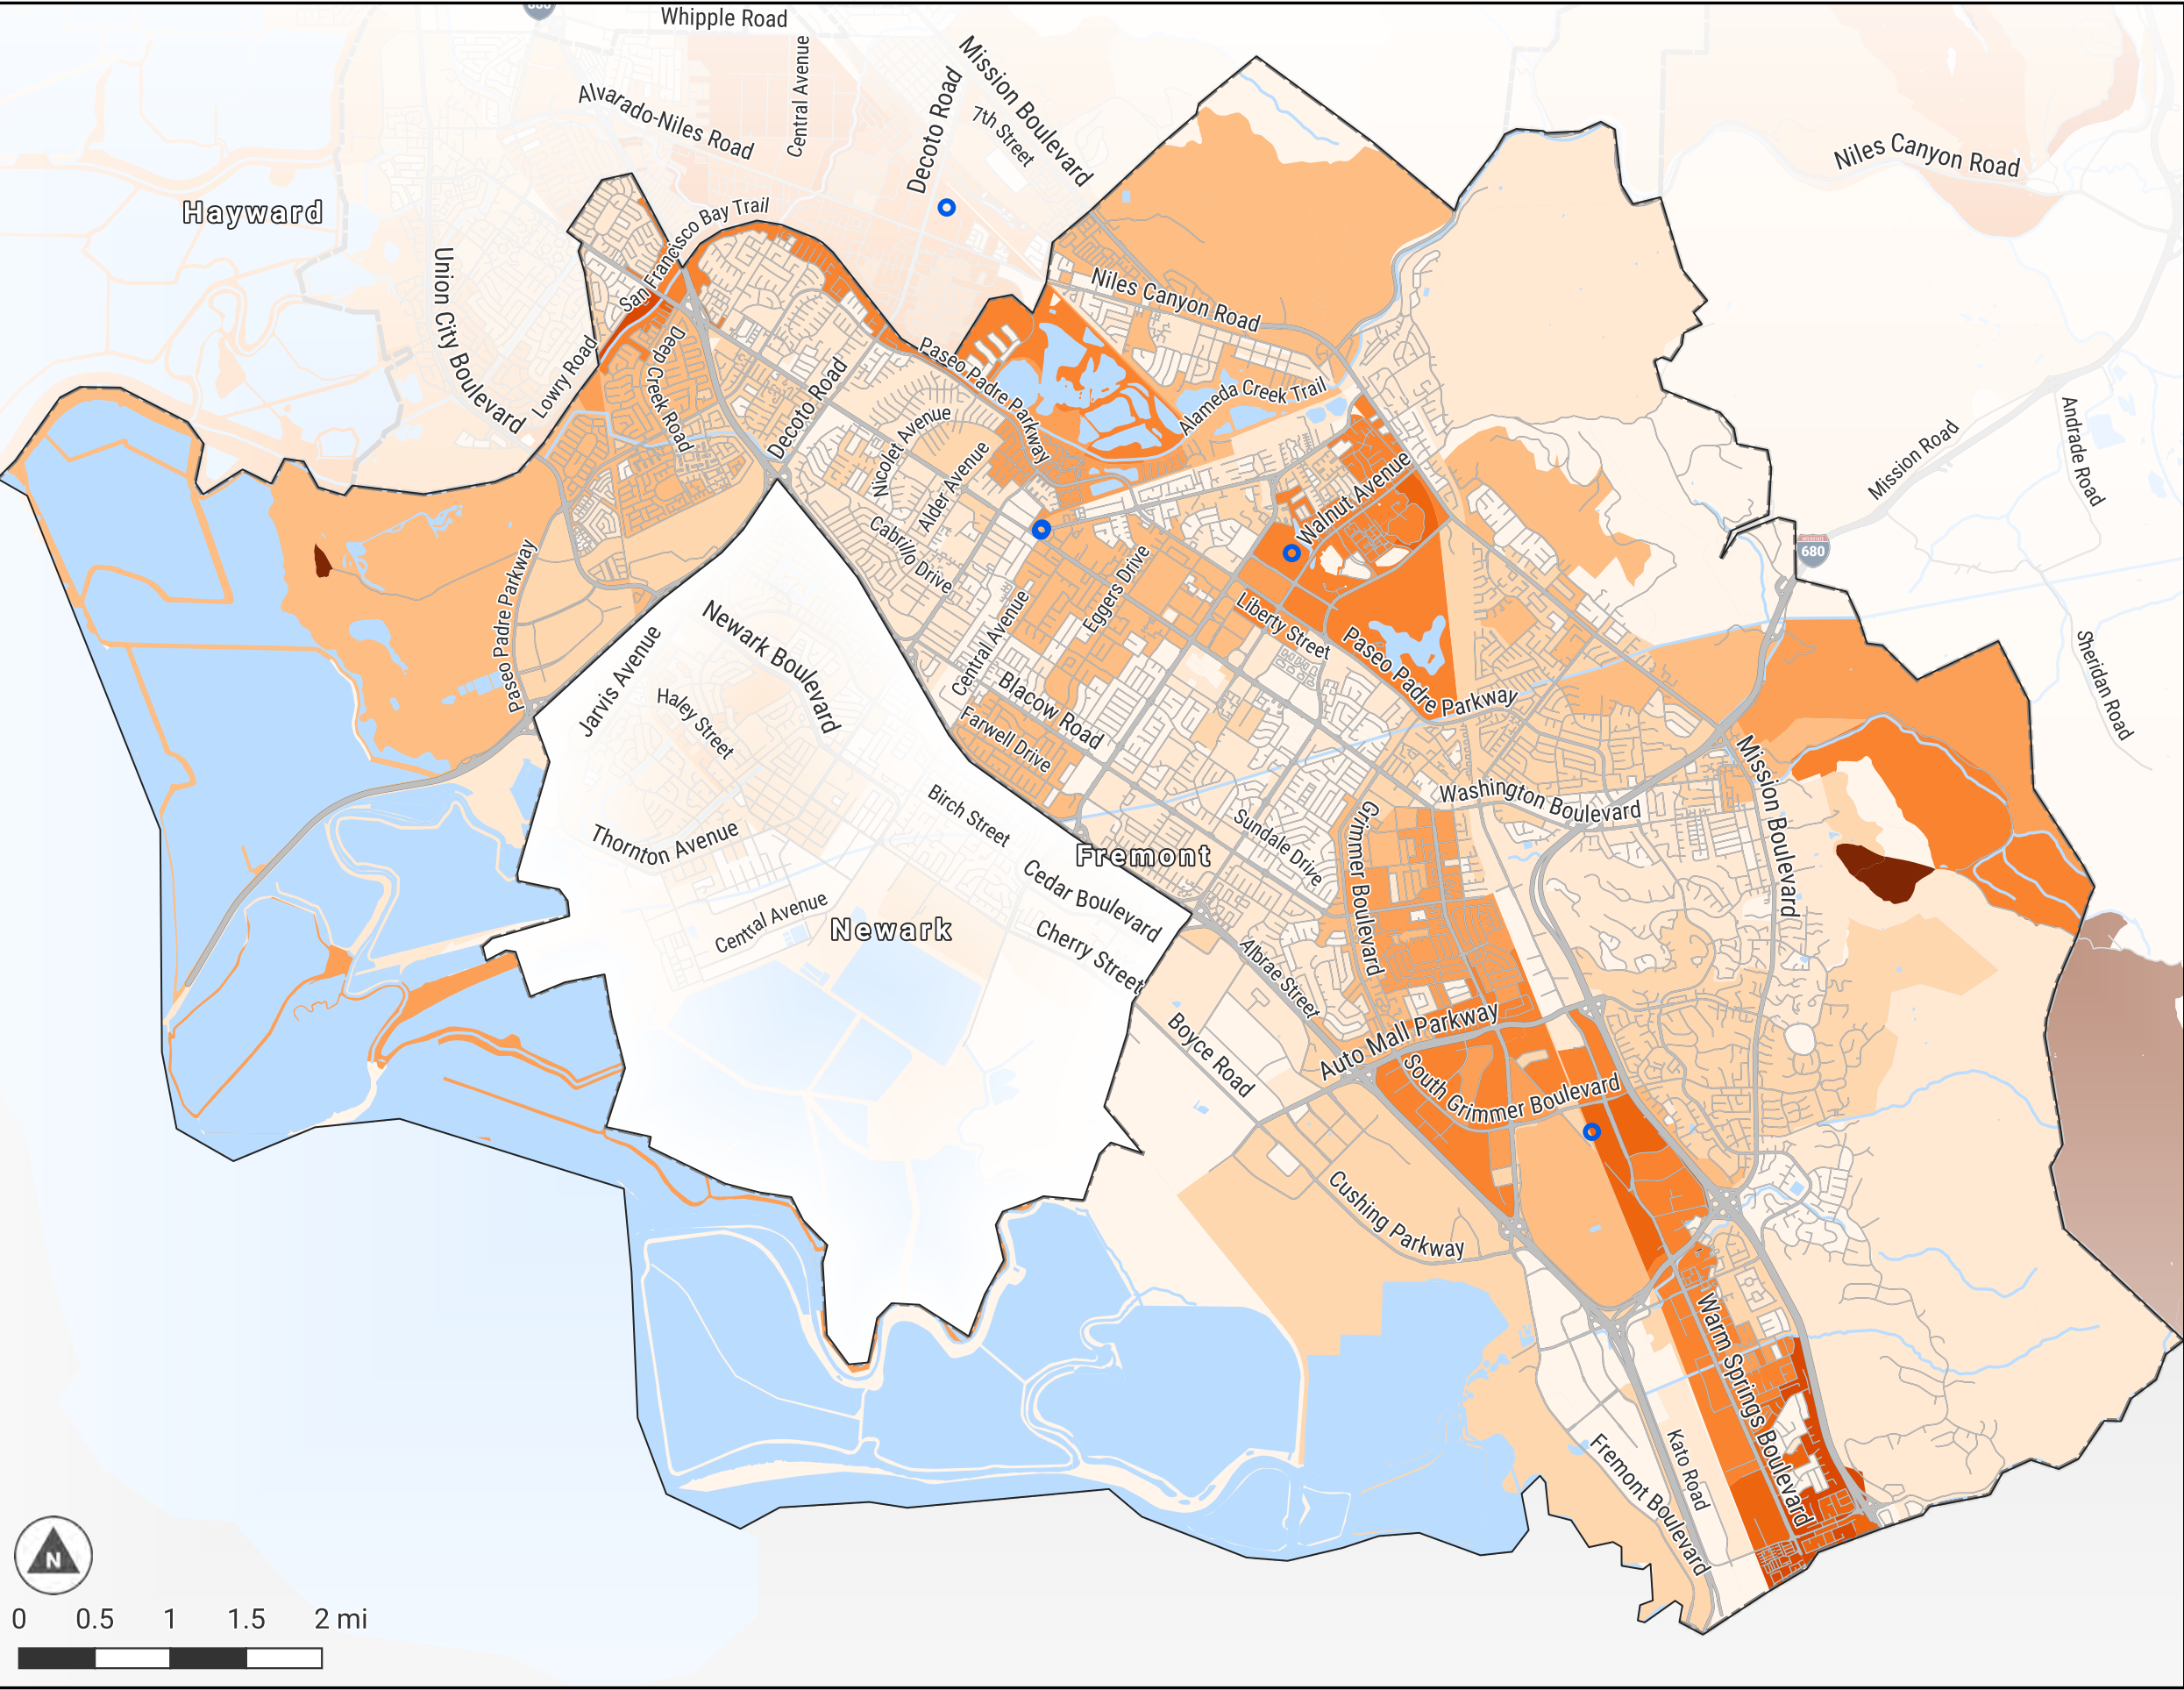 Whipple Road
Central Avenue
Mission Boulevard
Decoto Road
7th Street
Alvarado-Niles Road
Niles Canyon Road
Hayward
San Francisco Bay Trail
Union City Boulevard
Lowry Road
Deep Creek Road
Niles Canyon Road
Paseo Padre Parkway
Alameda Creek Trail
Decoto Road
Nicolet Avenue
Alder Avenue
Cabrillo Drive
Walnut Avenue
Mission Road
Andrade Road
680
Sheridan Road
Paseo Padre Parkway
Jarvis Avenue
Newark Boulevard
Haley Street
Central Avenue
Eggers Drive
Liberty Street
Paseo Padre Parkway
Blacow Road
Farwell Drive
Washington Boulevard
Mission Boulevard
Grimmer Boulevard
Sundale Drive
Birch Street
Thornton Avenue
Fremont
Cedar Boulevard
Central Avenue
Newark
Cherry Street
Albrae Street
Boyce Road
Auto Mall Parkway
South Grimmer Boulevard
Cushing Parkway
Warm Springs Boulevard
Kato Road
Fremont Boulevard
N
0 0.5 1 1.5 2 mi